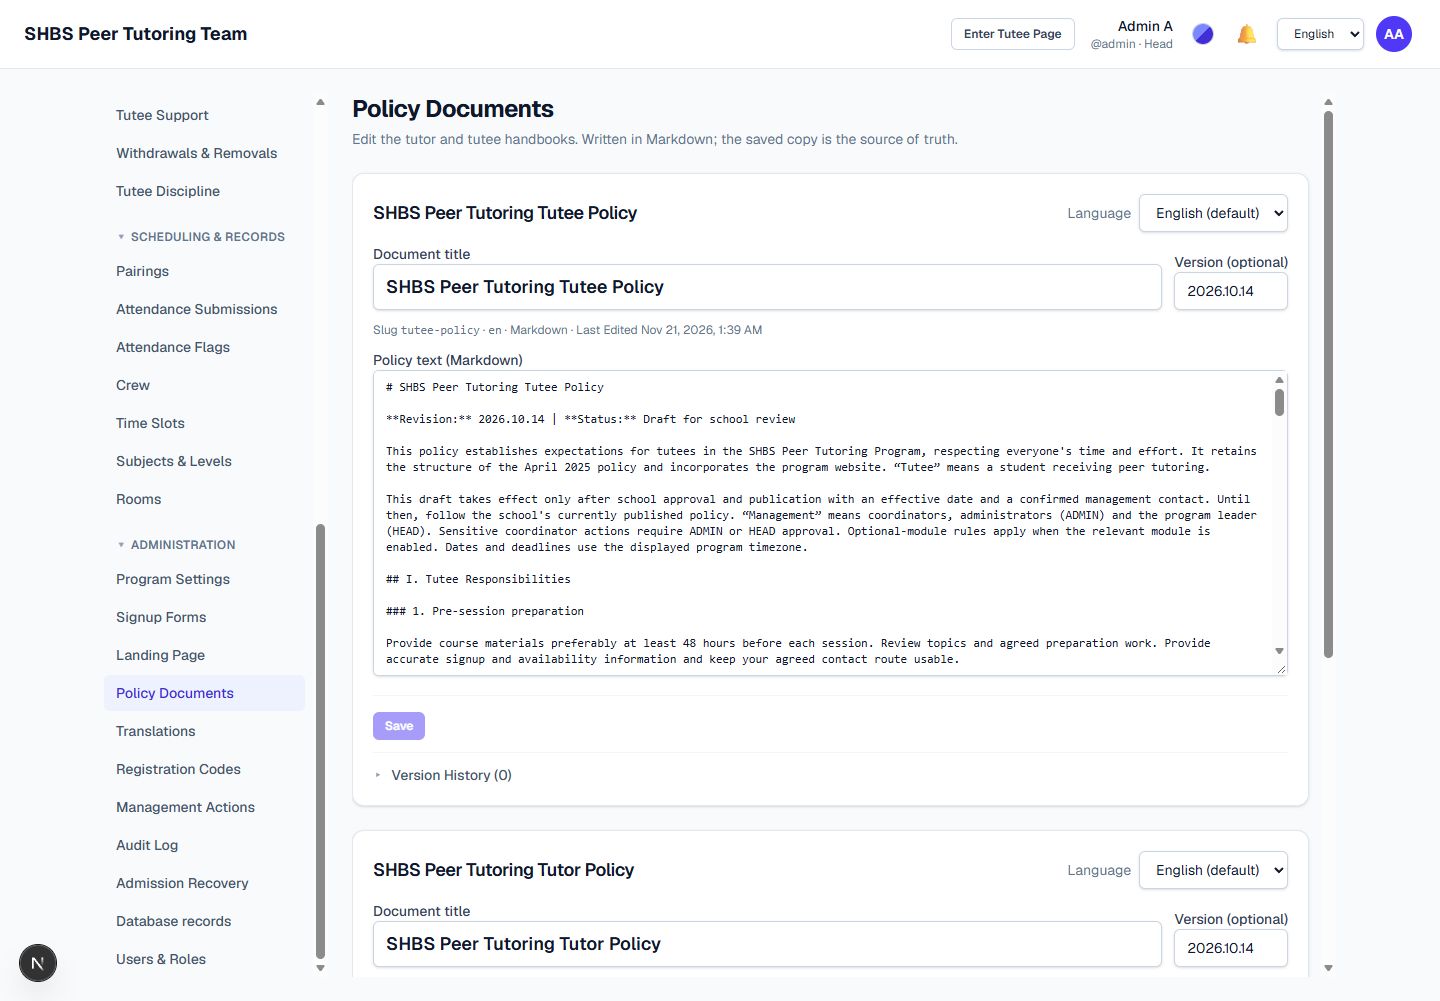 SHBS Peer Tutoring Team
Enter Tutee Page
Admin A
@admin · Head
English
AA
Tutee Support
Withdrawals & Removals
Tutee Discipline
SCHEDULING & RECORDS
Pairings
Attendance Submissions
Attendance Flags
Crew
Time Slots
Subjects & Levels
Rooms
ADMINISTRATION
Program Settings
Signup Forms
Landing Page
Policy Documents
Translations
Registration Codes
Management Actions
Audit Log
Admission Recovery
Database records
Users & Roles
N
Policy Documents
Edit the tutor and tutee handbooks. Written in Markdown; the saved copy is the source of truth.
SHBS Peer Tutoring Tutee Policy
Language
English (default)
Document title
Version (optional)
SHBS Peer Tutoring Tutee Policy
2026.10.14
Slug tutee-policy · en · Markdown · Last Edited Nov 21, 2026, 1:39 AM
Policy text (Markdown)
# SHBS Peer Tutoring Tutee Policy
**Revision:** 2026.10.14 | **Status:** Draft for school review
This policy establishes expectations for tutees in the SHBS Peer Tutoring Program, respecting everyone's time and effort. It retains
the structure of the April 2025 policy and incorporates the program website. “Tutee” means a student receiving peer tutoring.
This draft takes effect only after school approval and publication with an effective date and a confirmed management contact. Until
then, follow the school's currently published policy. “Management” means coordinators, administrators (ADMIN) and the program leader
(HEAD). Sensitive coordinator actions require ADMIN or HEAD approval. Optional-module rules apply when the relevant module is
enabled. Dates and deadlines use the displayed program timezone.
## I. Tutee Responsibilities
### 1. Pre-session preparation
Provide course materials preferably at least 48 hours before each session. Review topics and agreed preparation work. Provide
accurate signup and availability information and keep your agreed contact route usable.
Save
Version History (0)
SHBS Peer Tutoring Tutor Policy
Language
English (default)
Document title
Version (optional)
SHBS Peer Tutoring Tutor Policy
2026.10.14